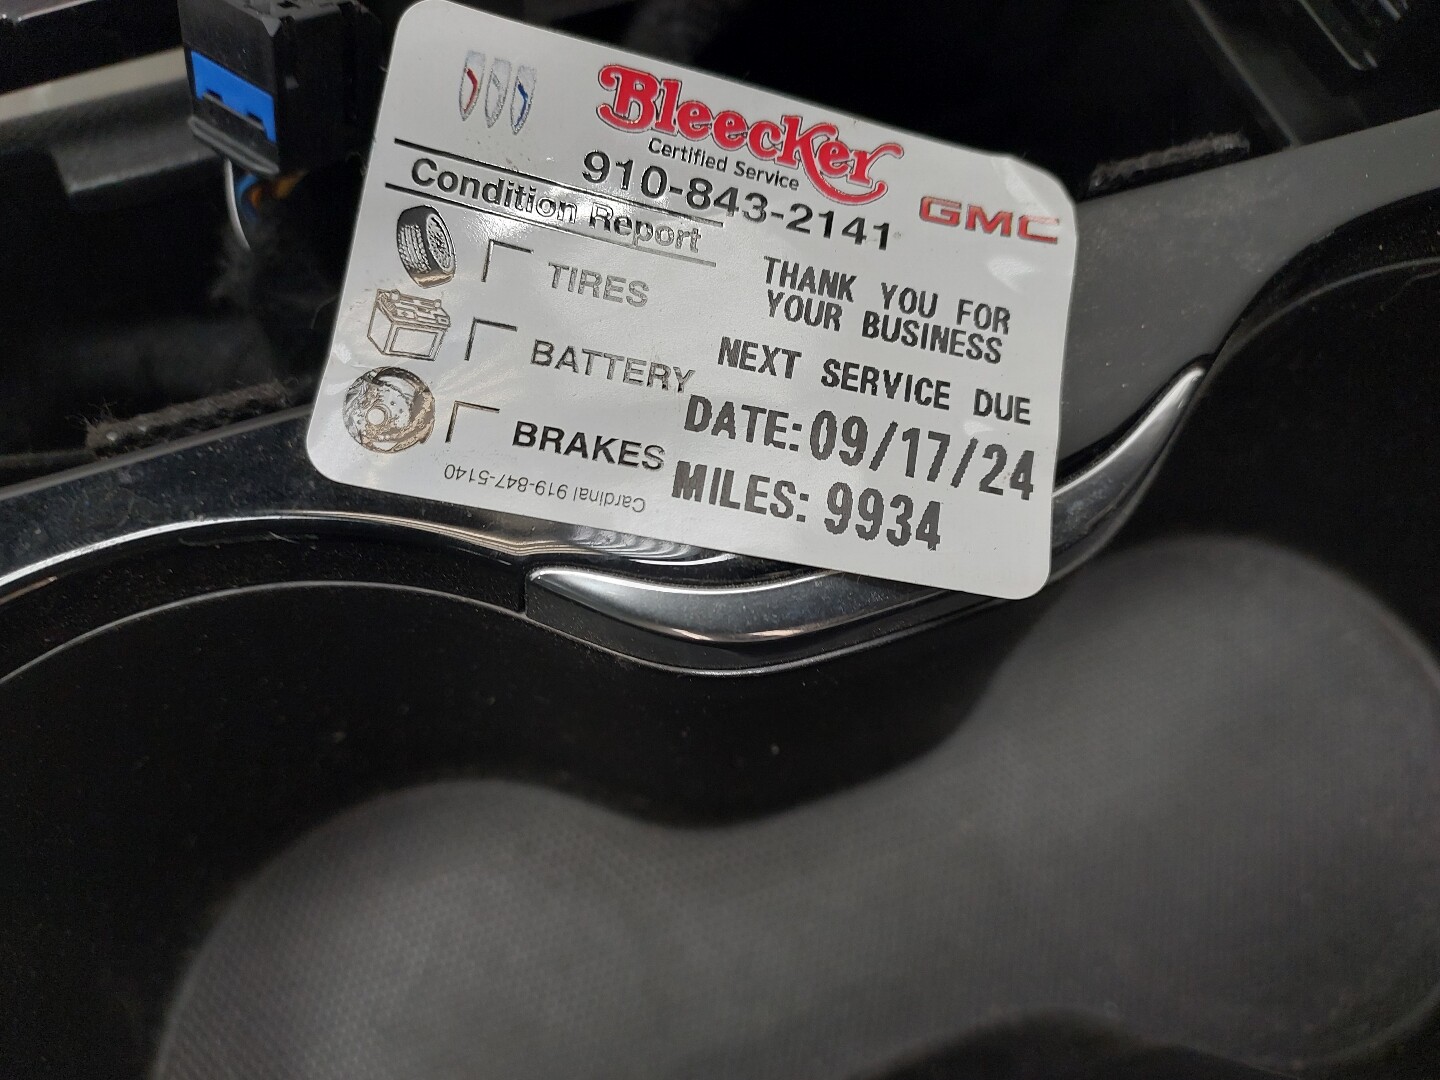 Bleecker
Certified Service
910-843-2141
GMC
Condition Report
TIRES
BATTERY
BRAKES
THANK YOU FOR
YOUR BUSINESS
NEXT SERVICE DUE
DATE: 09/17/24
MILES: 9934
Cardinal 919-847-5140